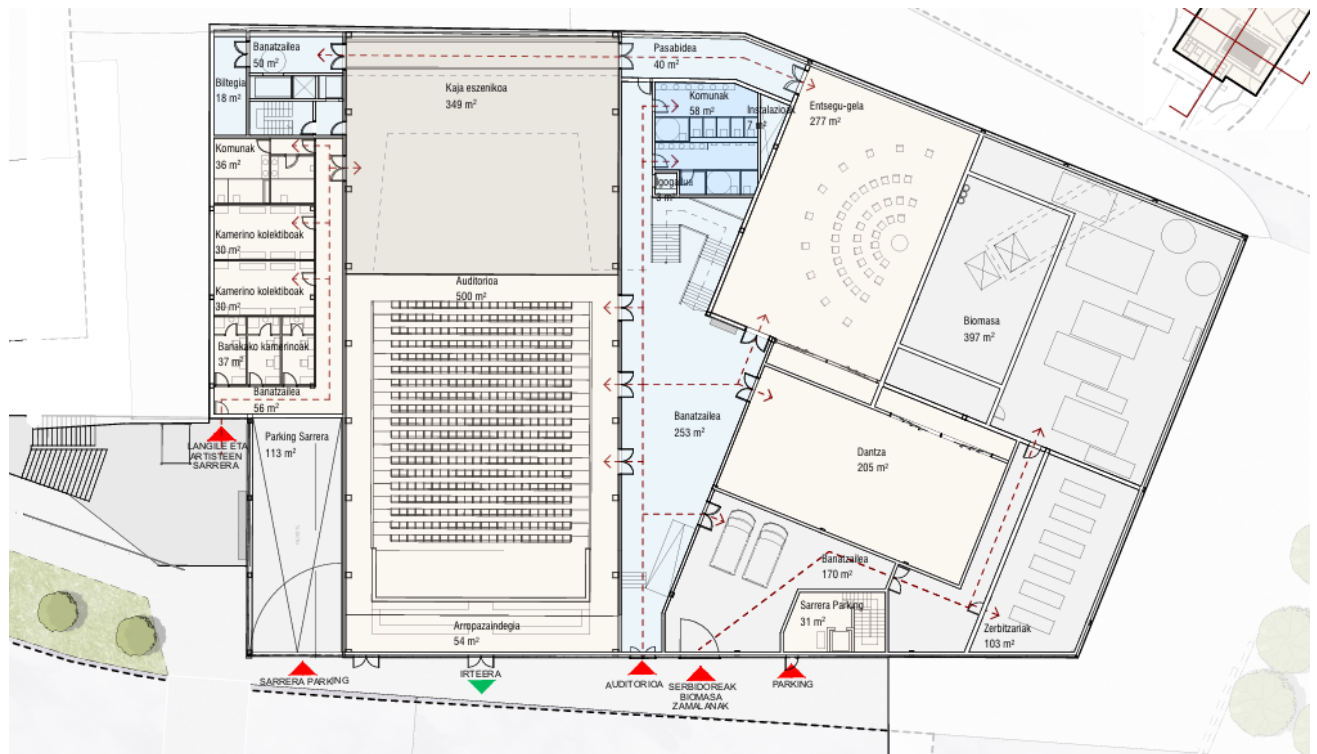 Banatzailea
50 m²
Biltegia
18 m²
Kaja eszenikoa
349 m²
Pasabidea
40 m²
Komunak
58 m²
Instalazioak
7 m²
Igogailua
3 m²
Entsegu-gela
277 m²
Komunak
36 m²
Kamerino kolektiboak
30 m²
Kamerino kolektiboak
30 m²
Banakako kamerinoak
37 m²
Banatzailea
56 m²
Auditorioa
500 m²
Biomasa
397 m²
Banatzailea
253 m²
Dantza
205 m²
LANGILE ETA
ARTISTEEN
SARRERA
Parking Sarrera
113 m²
Banatzailea
170 m²
Sarrera Parking
31 m²
Zerbitzariak
103 m²
Arropazaindegia
54 m²
SARRERA PARKING
IRTEERA
AUDITORIOA
SERBIDOREAK
BIOMASA
ZAMALANAK
PARKING